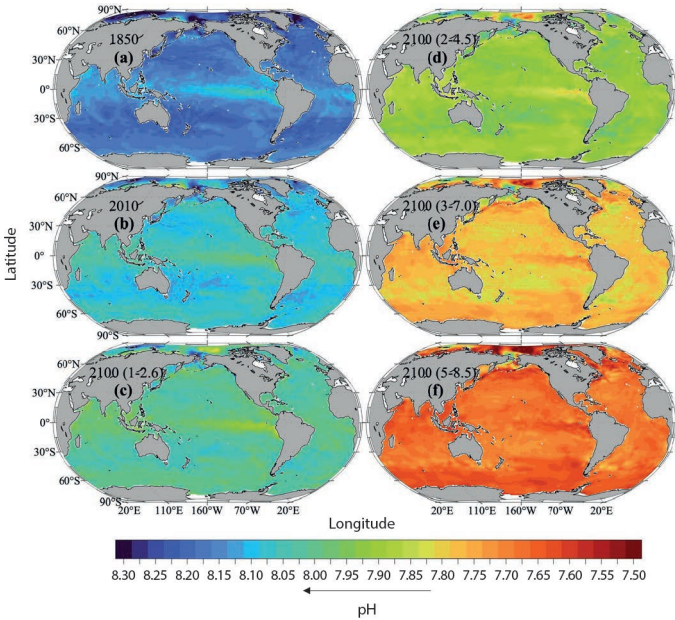 90°N
1850
(a)
60°N
30°N
0°
30°S
60°S
2100 (2-4.5)
(d)
90°N
2010
(b)
60°N
30°N
0°
30°S
60°S
90°S
2100 (3-7.0)
(e)
2100 (1-2.6)
(c)
60°N
30°N
0°
30°S
60°S
90°S
2100 (5-8.5)
(f)
Latitude
20°E 110°E 160°W 70°W 20°E
20°E 110°E 160°W 70°W 20°E
Longitude
8.30 8.25 8.20 8.15 8.10 8.05 8.00 7.95 7.90 7.85 7.80 7.75 7.70 7.65 7.60 7.55 7.50
pH